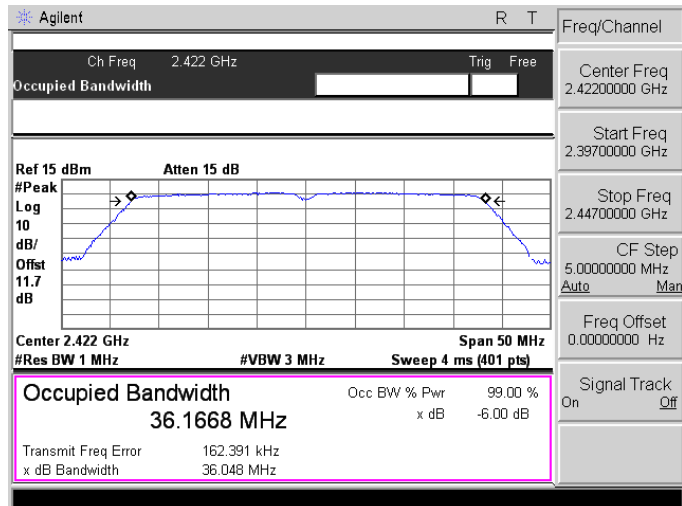 Agilent R T
Ch Freq 2.422 GHz Trig Free
Occupied Bandwidth
Ref 15 dBm Atten 15 dB
#Peak
Log
10
dB/
Offst
11.7
dB
Center 2.422 GHz Span 50 MHz
#Res BW 1 MHz #VBW 3 MHz Sweep 4 ms (401 pts)
Occupied Bandwidth Occ BW % Pwr 99.00 %
36.1668 MHz x dB -6.00 dB
Transmit Freq Error 162.391 kHz
x dB Bandwidth 36.048 MHz
Freq/Channel
Center Freq
2.42200000 GHz
Start Freq
2.39700000 GHz
Stop Freq
2.44700000 GHz
CF Step
5.00000000 MHz
Auto Man
Freq Offset
0.00000000 Hz
Signal Track
On Off